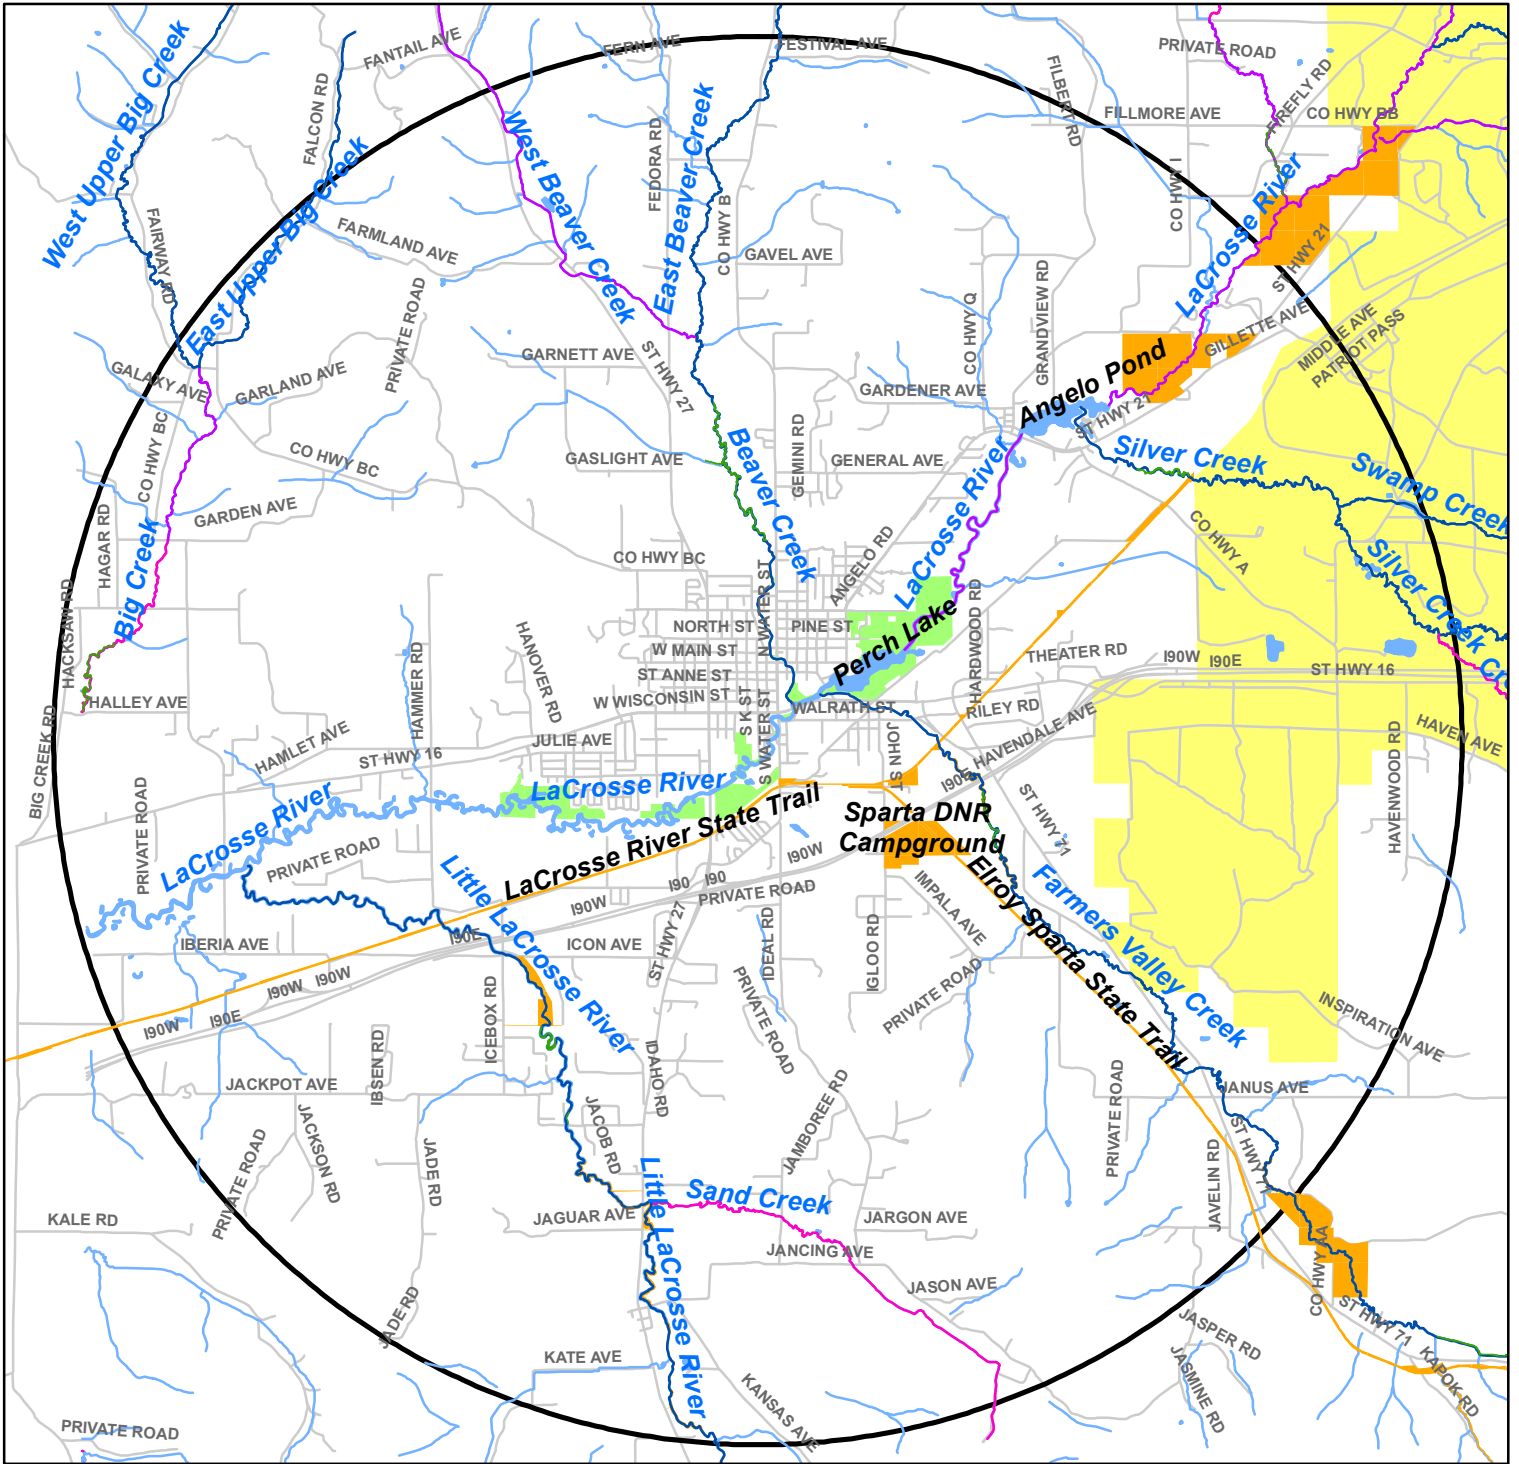 FANTAIL AVE
FERN AVE
FESTIVAL AVE
PRIVATE ROAD
West Upper Big Creek
FALCON RD
FILBERT RD
FIREFLY RD
FILLMORE AVE
CO HWY BB
West Beaver Creek
FEDORA RD
East Beaver Creek
CO HWY B
CO HWY I
LaCrosse River
East Upper Big Creek
FAIRWAY RD
FARMLAND AVE
GAVEL AVE
ST HWY 21
PRIVATE ROAD
CO HWY Q
GRANDVIEW RD
GILLETTE AVE
MIDDLE AVE
PATRIOT PASS
GALAXY AVE
GARLAND AVE
GARNETT AVE
ST HWY 27
GARDENER AVE
Angelo Pond
ST HWY 21
CO HWY BC
CO HWY BC
GASLIGHT AVE
Beaver Creek
GEMINI RD
GENERAL AVE
LaCrosse River
Silver Creek
Swamp Creek
GARDEN AVE
HAGAR RD
Big Creek
CO HWY BC
ANGELO RD
CO HWY A
Silver Creek
HACKSAW RD
N WATER ST
NORTH ST
PINE ST
HARDWOOD RD
Perch Lake
HANOVER RD
HAMMER RD
W MAIN ST
ST ANNE ST
W WISCONSIN ST
S K ST
THEATER RD
I90W
I90E
ST HWY 16
Silver Cre
HALLEY AVE
WALRATH ST
RILEY RD
BIG CREEK RD
HAMLET AVE
ST HWY 16
JULIE AVE
S WATER ST
JOHN ST
I90E
HAVENDALE AVE
HAVENWOOD RD
HAVEN AVE
LaCrosse River
LaCrosse River
LaCrosse River State Trail
Sparta DNR
Campground
ST HWY 71
PRIVATE ROAD
PRIVATE ROAD
Little LaCrosse River
I90W
I90
I90
I90W
PRIVATE ROAD
IMPALA AVE
Elroy Sparta State Trail
Farmers Valley Creek
IBERIA AVE
I90E
ICON AVE
ST HWY 27
IDEAL RD
IGLOO RD
PRIVATE ROAD
I90W
I90W
I90W
I90E
ICEBOX RD
PRIVATE ROAD
INSPIRATION AVE
IBSEN RD
IDAHO RD
JACKPOT AVE
JACKSON RD
JACOB RD
JAMBOREE RD
PRIVATE ROAD
JANUS AVE
ST HWY 71
PRIVATE ROAD
JADE RD
Little LaCrosse River
Sand Creek
JAVELIN RD
KALE RD
JAGUAR AVE
JARGON AVE
JANCING AVE
JASON AVE
CO HWY AA
JADE RD
ST HWY 71
JASPER RD
KATE AVE
JASMINE RD
KAPOK RD
KANSAS AVE
PRIVATE ROAD